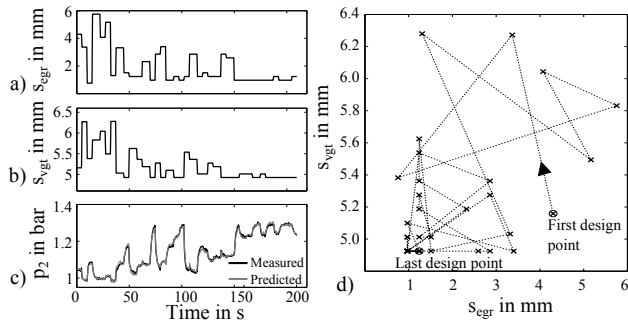 a)
s_egr in mm
6
4
2
0
b)
s_vgt in mm
6.5
6
5.5
5
c)
p_2 in bar
1.4
1.2
1
Measured
Predicted
0
50
100
150
200
Time in s
d)
s_vgt in mm
6.4
6.2
6.0
5.8
5.6
5.4
5.2
5.0
First design
point
Last design point
0
1
2
3
4
5
6
s_egr in mm